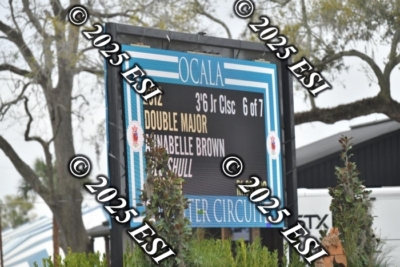 OCALA
3'6 Jr Clsc 6 of 7
DOUBLE MAJOR
BROWN
CIRCUIT
© 2025 ESI
© 2025 ESI
© 2025 ESI
© 2025 ESI